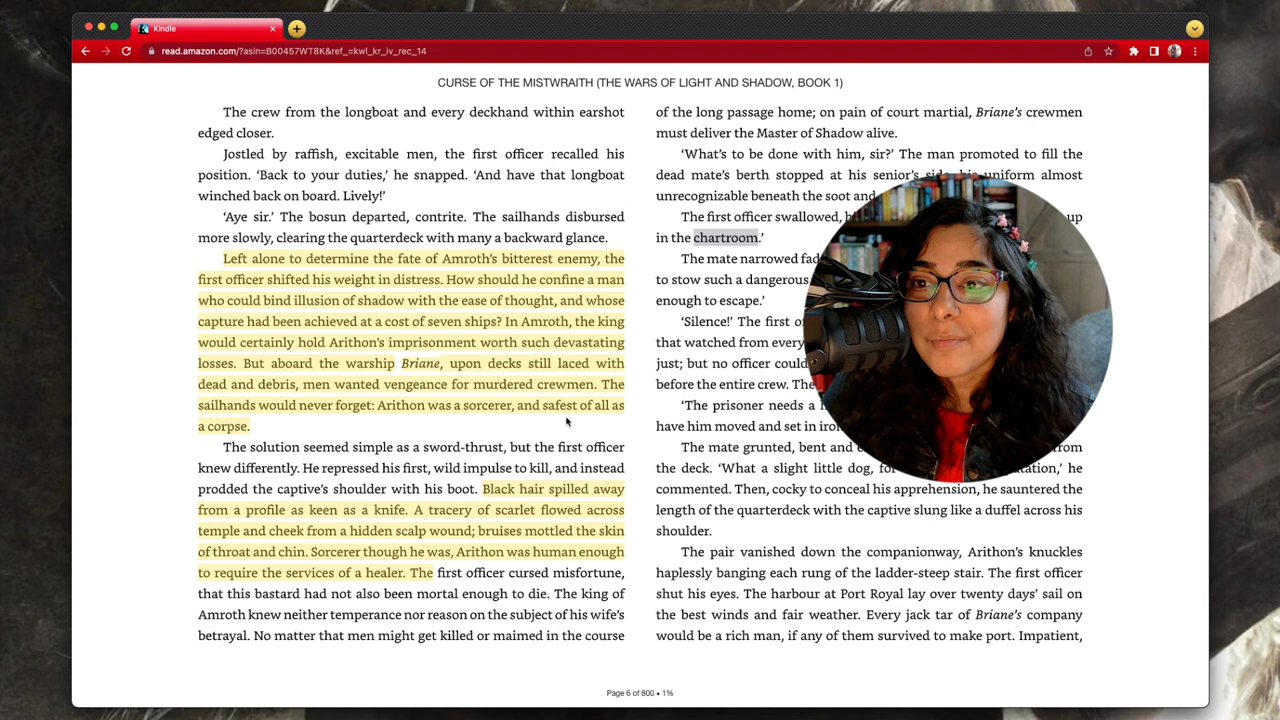 Kindle
read.amazon.com/?asin=B00457WT8K&ref_=kwl_kr_iv_rec_14
CURSE OF THE MISTWRAITH (THE WARS OF LIGHT AND SHADOW, BOOK 1)
The crew from the longboat and every deckhand within earshot
edged closer.
Jostled by raffish, excitable men, the first officer recalled his
position. ‘Back to your duties,’ he snapped. ‘And have that longboat
winched back on board. Lively!’
‘Aye sir.’ The bosun departed, contrite. The sailhands disbursed
more slowly, clearing the quarterdeck with many a backward glance.
Left alone to determine the fate of Amroth’s bitterest enemy, the
first officer shifted his weight in distress. How should he confine a man
who could bind illusion of shadow with the ease of thought, and whose
capture had been achieved at a cost of seven ships? In Amroth, the king
would certainly hold Arithon’s imprisonment worth such devastating
losses. But aboard the warship Briane, upon decks still laced with
dead and debris, men wanted vengeance for murdered crewmen. The
sailhands would never forget: Arithon was a sorcerer, and safest of all as
a corpse.
The solution seemed simple as a sword-thrust, but the first officer
knew differently. He repressed his first, wild impulse to kill, and instead
prodded the captive’s shoulder with his boot. Black hair spilled away
from a profile as keen as a knife. A tracery of scarlet flowed across
temple and cheek from a hidden scalp wound; bruises mottled the skin
of throat and chin. Sorcerer though he was, Arithon was human enough
to require the services of a healer. The first officer cursed misfortune,
that this bastard had not also been mortal enough to die. The king of
Amroth knew neither temperance nor reason on the subject of his wife’s
betrayal. No matter that men might get killed or maimed in the course
of the long passage home; on pain of court martial, Briane’s crewmen
must deliver the Master of Shadow alive.
‘What’s to be done with him, sir?’ The man promoted to fill the
dead mate’s berth stopped at his senior’s side, his uniform almost
unrecognizable beneath the soot and
The first officer swallowed, up
in the chartroom.’
The mate narrowed
to stow such a dangerous
enough to escape.’
‘Silence!’ The first
that watched from every
just; but no officer could
before the entire crew. The
‘The prisoner needs a
have him moved and set in
The mate grunted, bent and from
the deck. ‘What a slight little dog, he
commented. Then, cocky to conceal his apprehension, he sauntered the
length of the quarterdeck with the captive slung like a duffel across his
shoulder.
The pair vanished down the companionway, Arithon’s knuckles
haplessly banging each rung of the ladder-steep stair. The first officer
shut his eyes. The harbour at Port Royal lay over twenty days’ sail on
the best winds and fair weather. Every jack tar of Briane’s company
would be a rich man, if any of them survived to make port. Impatient,
Page 6 of 800 • 1%